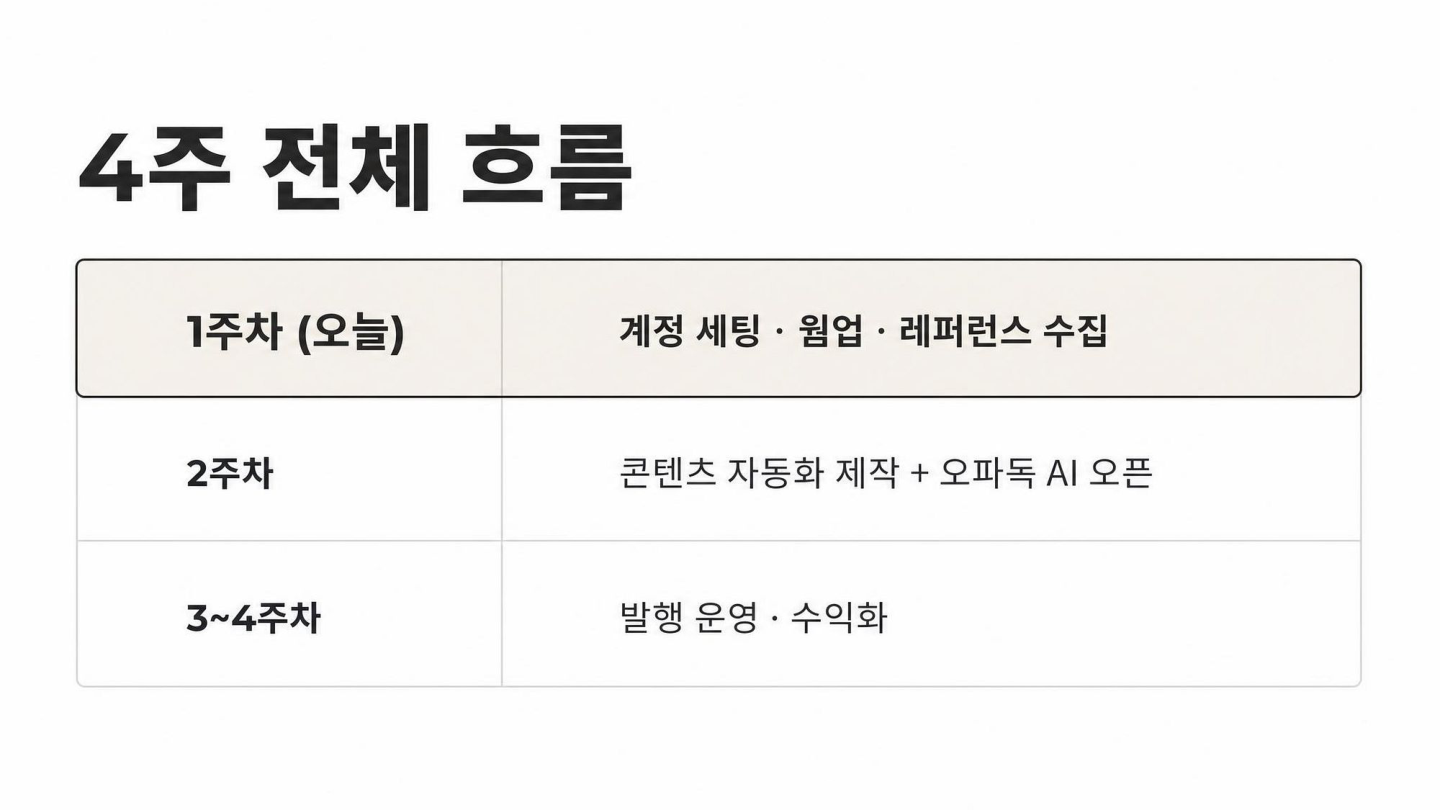 4주 전체 흐름
1주차 (오늘) 계정 세팅 · 웜업 · 레퍼런스 수집
2주차 콘텐츠 자동화 제작 + 오파독 AI 오픈
3~4주차 발행 운영 · 수익화